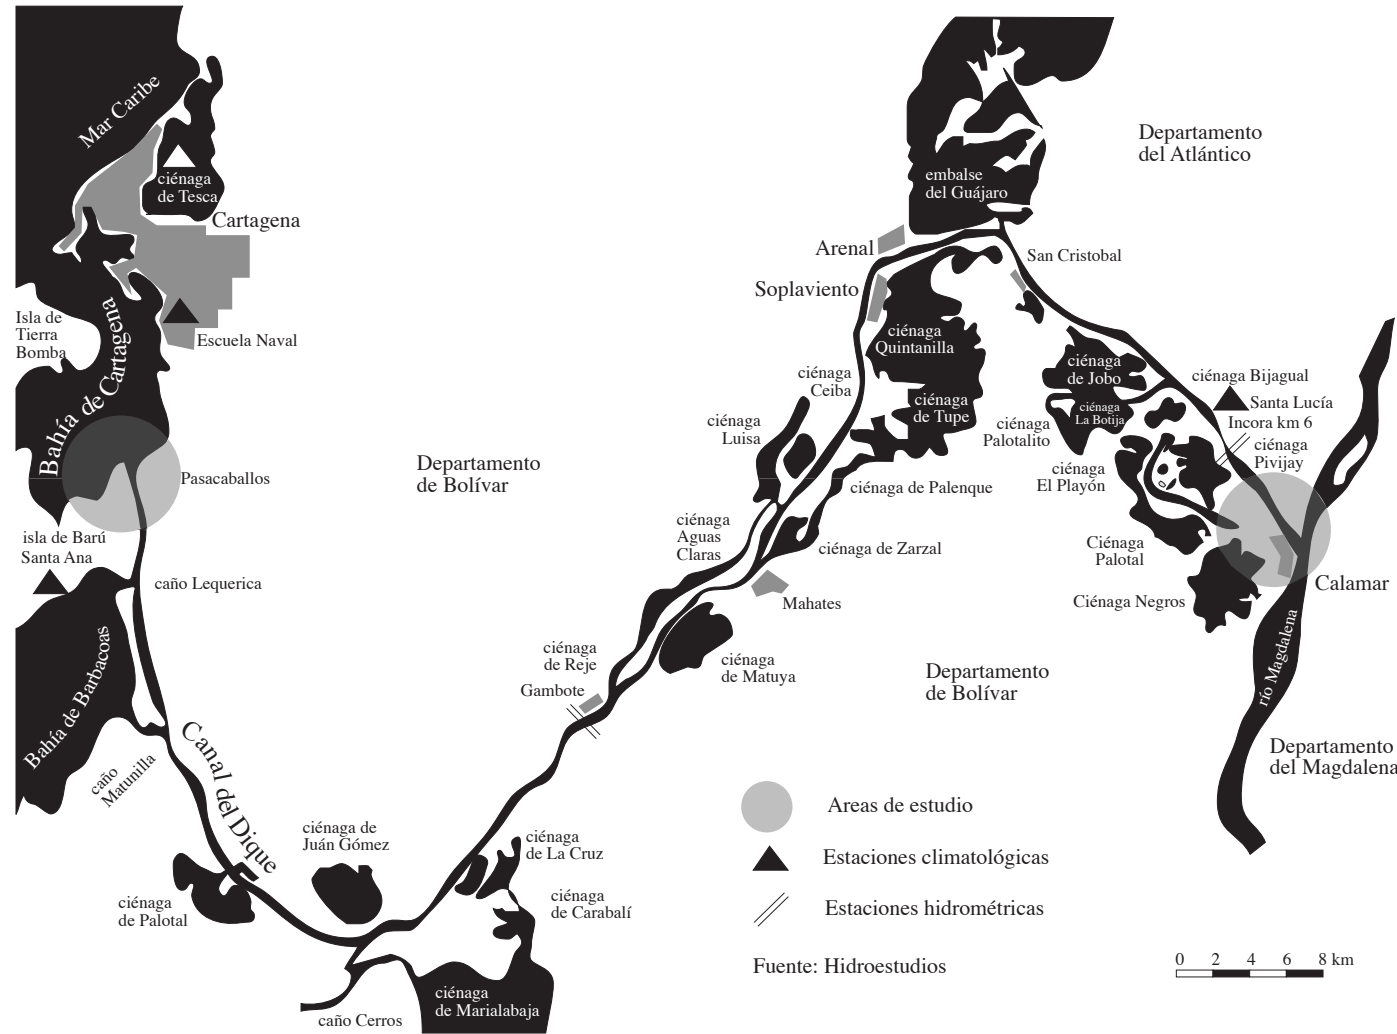 Mar Caribe
ciénaga
de Tesca
Cartagena
Isla de
Tierra
Bomba
Bahía de Cartagena
Escuela Naval
Pasacaballos
isla de Barú
Santa Ana
caño Lequerica
Bahía de Barbacoas
caño
Matunilla
Canal del Dique
ciénaga
de Palotal
ciénaga de
Juán Gómez
caño Cerros
ciénaga
de Marialabaja
ciénaga
de La Cruz
ciénaga
de Carabalí
Departamento
de Bolívar
ciénaga
de Reje
Gambote
ciénaga
Aguas
Claras
ciénaga
Luisa
ciénaga
Ceiba
Mahates
ciénaga
de Matuya
ciénaga de Zarzal
ciénaga de Palenque
Soplaviento
Arenal
embalse
del Guájaro
ciénaga
Quintanilla
ciénaga
de Tupe
San Cristobal
Departamento
del Atlántico
ciénaga
de Jobo
ciénaga
La Botija
ciénaga
Palotalito
ciénaga
El Playón
ciénaga Bijagual
Santa Lucía
Incora km 6
ciénaga
Pivijay
Ciénaga
Palotal
Ciénaga Negros
Calamar
río Magdalena
Departamento
de Bolívar
Departamento
del Magdalena
Areas de estudio
Estaciones climatológicas
Estaciones hidrométricas
Fuente: Hidroestudios
0 2 4 6 8 km